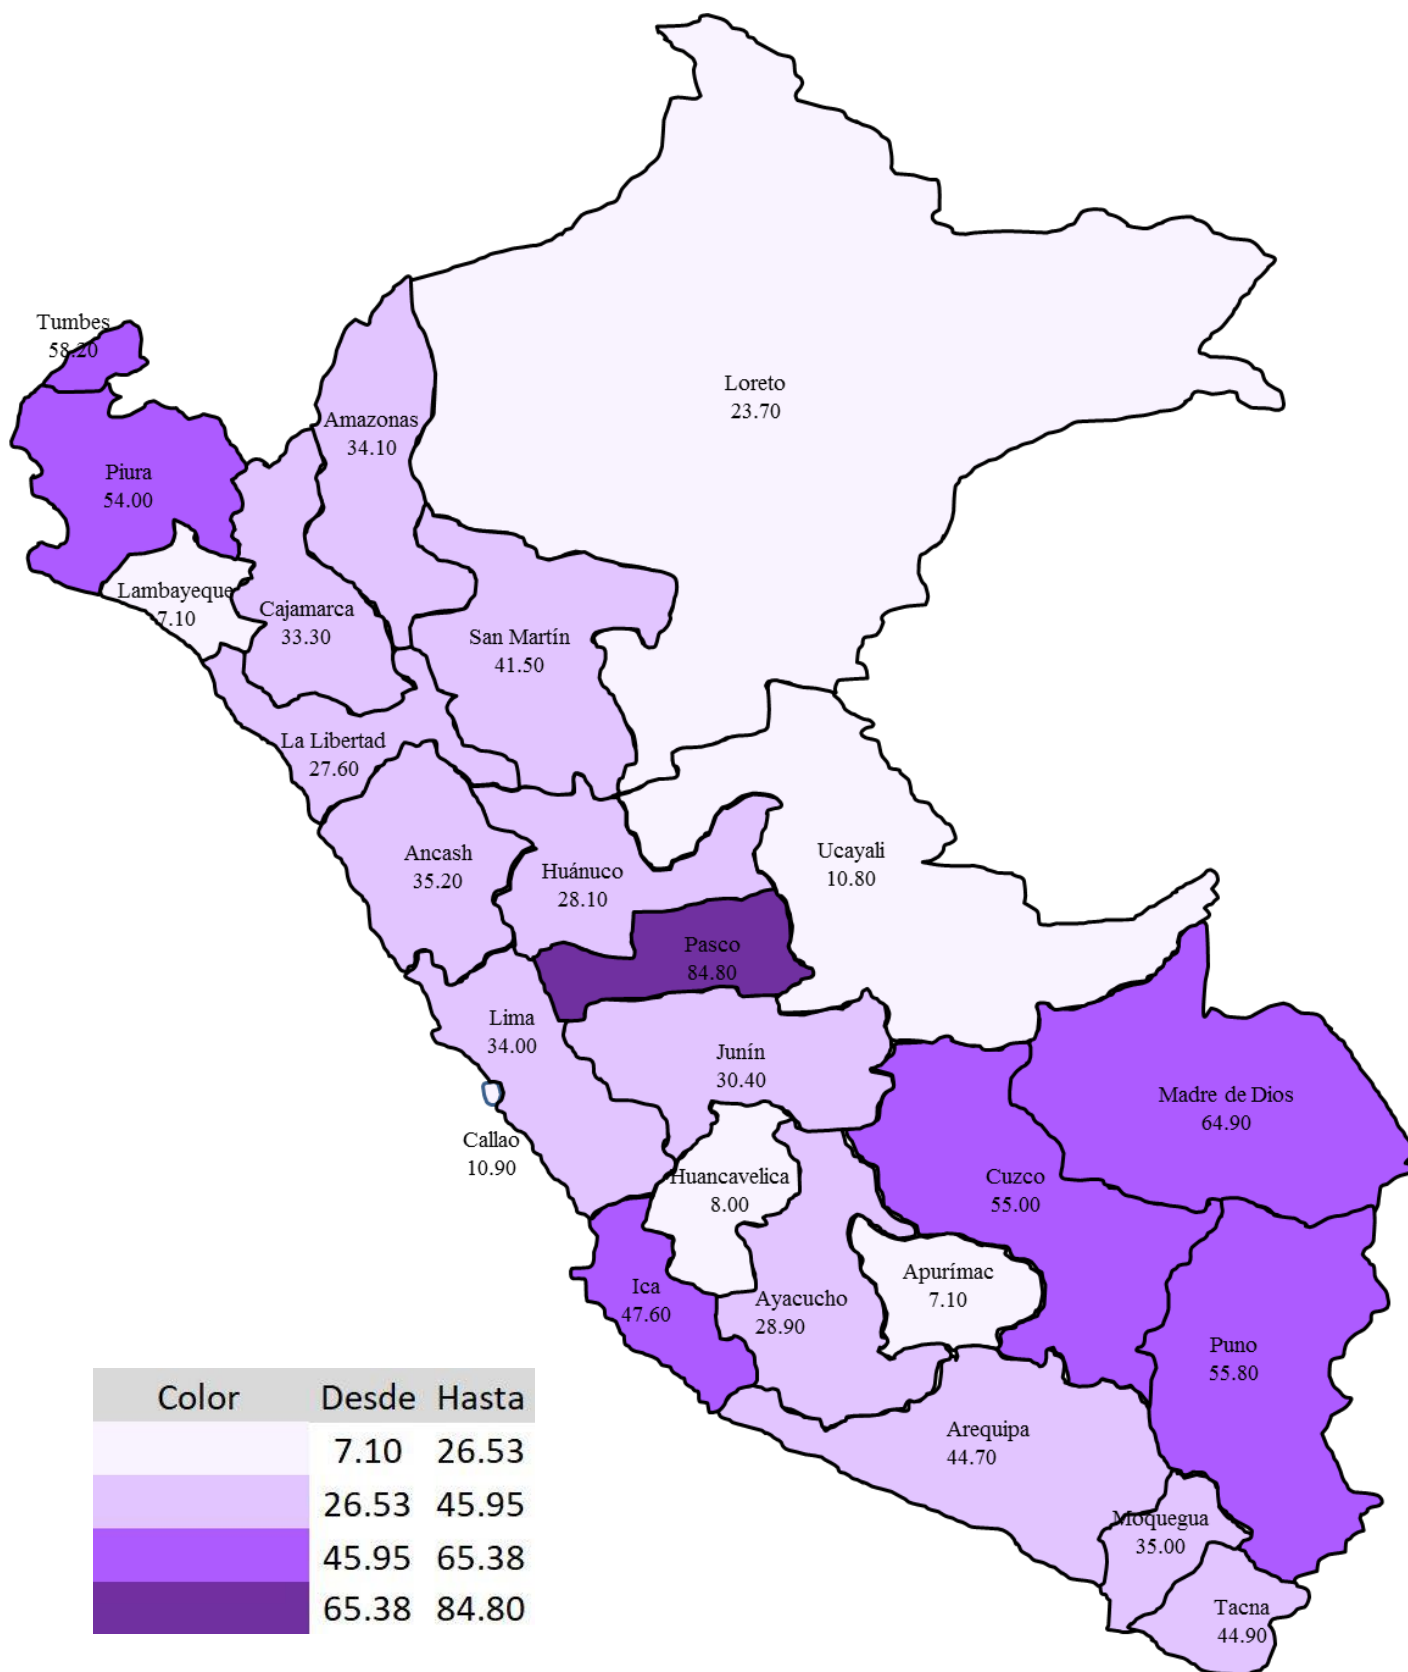 Tumbes
58.20
Loreto
23.70
Amazonas
34.10
Piura
54.00
Lambayeque
7.10
Cajamarca
33.30
San Martín
41.50
La Libertad
27.60
Ancash
35.20
Huánuco
28.10
Ucayali
10.80
Pasco
84.80
Lima
34.00
Junín
30.40
Madre de Dios
64.90
Callao
10.90
Huancavelica
8.00
Cuzco
55.00
Ica
47.60
Ayacucho
28.90
Apurímac
7.10
Puno
55.80
Arequipa
44.70
Moquegua
35.00
Tacna
44.90
Color Desde Hasta
7.10 26.53
26.53 45.95
45.95 65.38
65.38 84.80